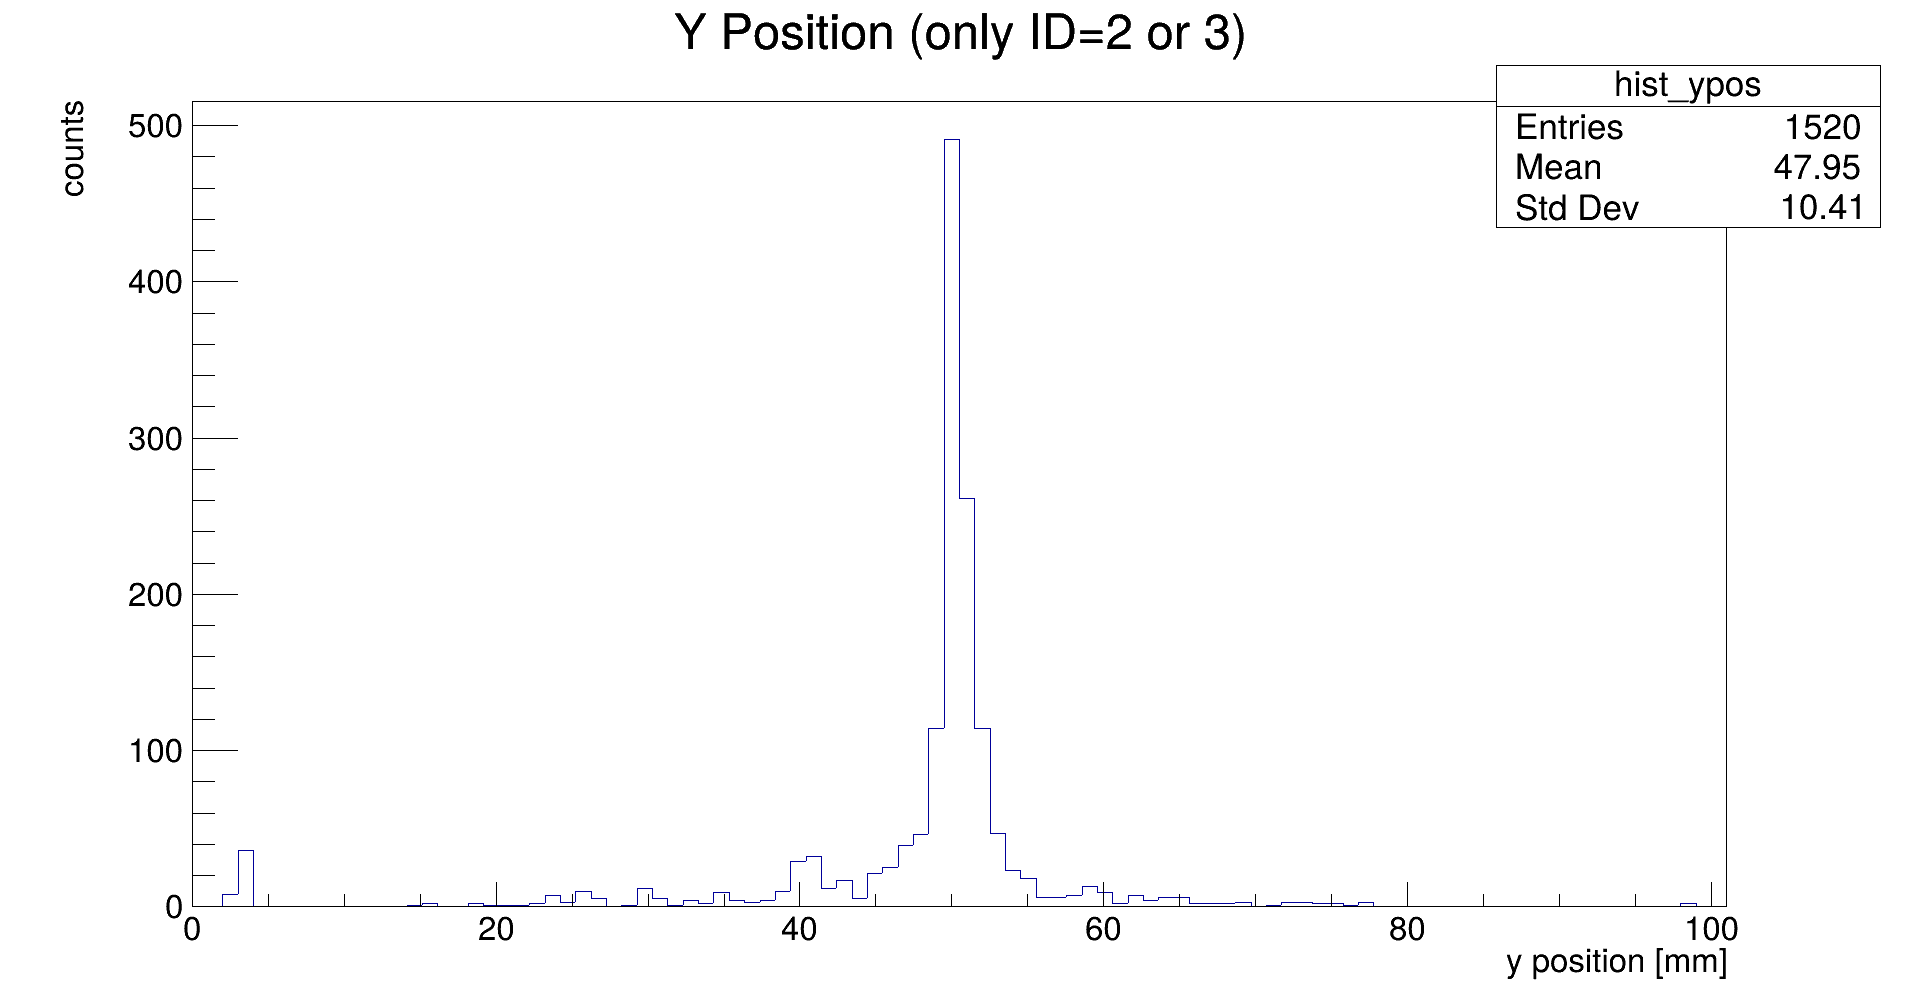 Y Position (only ID=2 or 3)
hist_ypos
Entries 1520
Mean 47.95
Std Dev 10.41
counts
500
400
300
200
100
0
0 20 40 60 80 100
y position [mm]